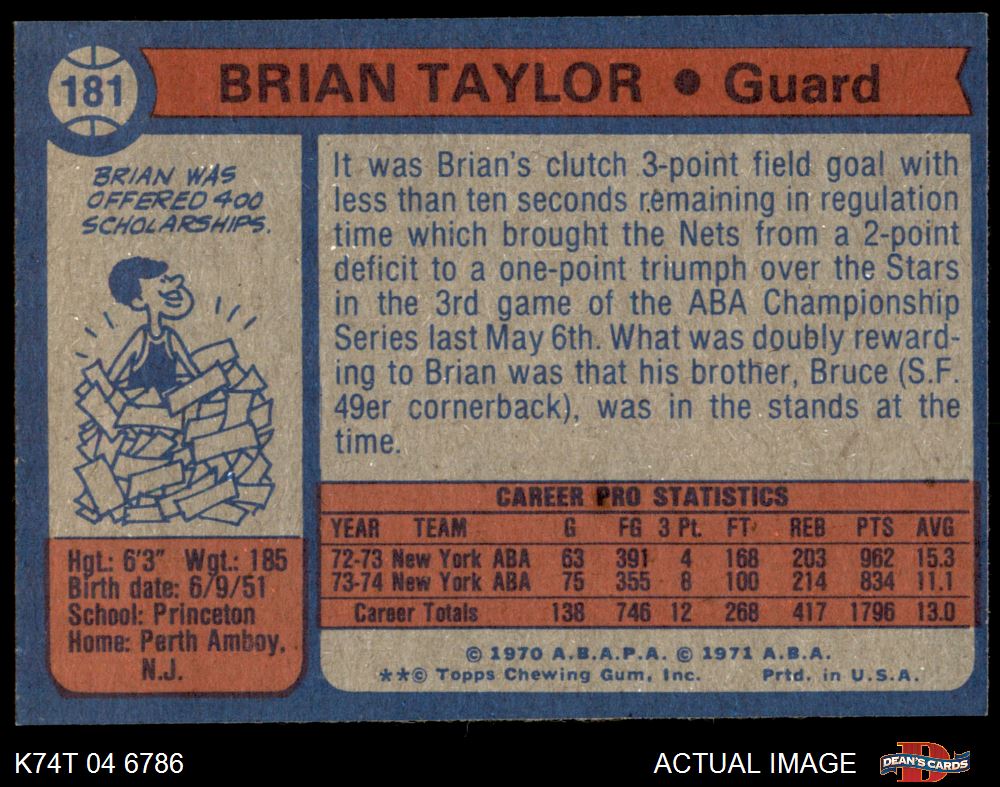 181
BRIAN TAYLOR ● Guard
BRIAN WAS
OFFERED 400
SCHOLARSHIPS.
It was Brian's clutch 3-point field goal with
less than ten seconds remaining in regulation
time which brought the Nets from a 2-point
deficit to a one-point triumph over the Stars
in the 3rd game of the ABA Championship
Series last May 6th. What was doubly reward-
ing to Brian was that his brother, Bruce (S.F.
49er cornerback), was in the stands at the
time.
Hgt.: 6'3" Wgt.: 185
Birth date: 6/9/51
School: Princeton
Home: Perth Amboy,
N.J.
CAREER PRO STATISTICS
YEAR TEAM G FG 3 Pt. FT REB PTS AVG
72-73 New York ABA 63 391 4 168 203 962 15.3
73-74 New York ABA 75 355 8 100 214 834 11.1
Career Totals 138 746 12 268 417 1796 13.0
© 1970 A.B.A.P.A. © 1971 A.B.A.
**© Topps Chewing Gum, Inc. Prtd. in U.S.A.
K74T 04 6786
ACTUAL IMAGE
DEAN'S CARDS